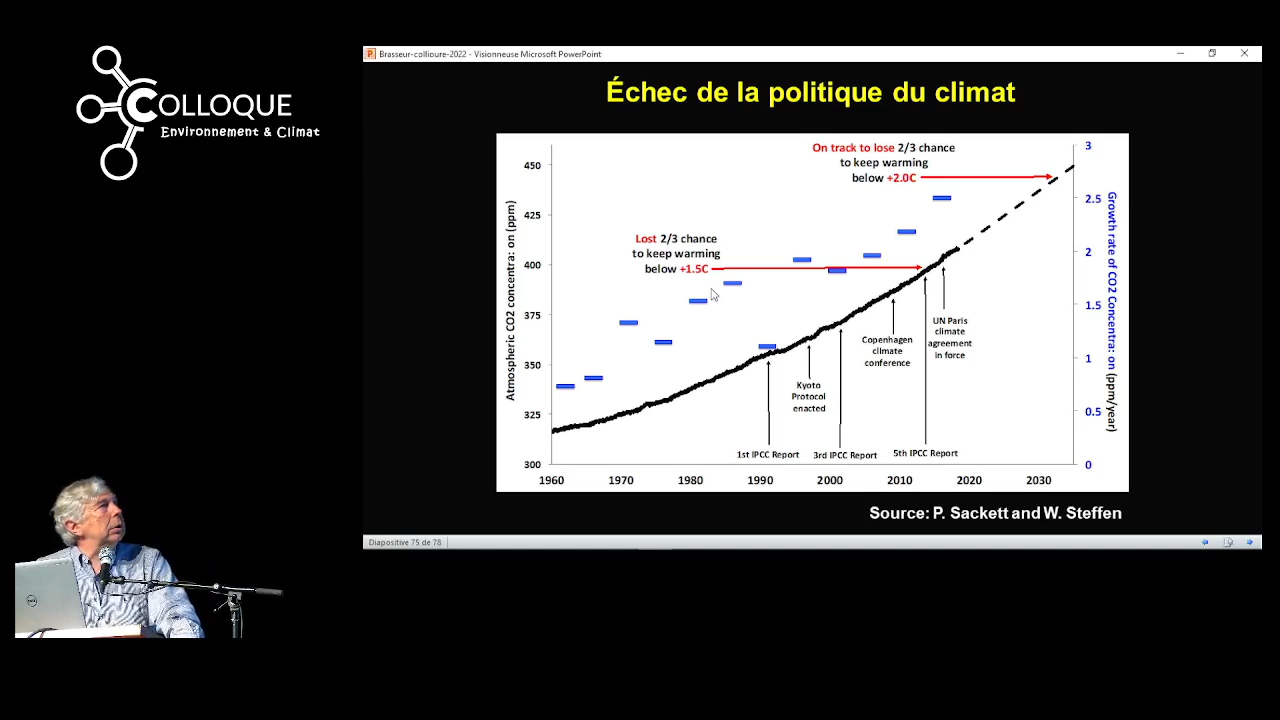 COLLOQUE
Environnement & Climat
Brasseur-collioure-2022 - Visionneuse Microsoft PowerPoint
Échec de la politique du climat
On track to lose 2/3 chance
to keep warming
below +2.0C
Lost 2/3 chance
to keep warming
below +1.5C
Atmospheric CO2 concentra: on (ppm)
450
425
400
375
350
325
300
3
2.5
2
1.5
1
0.5
0
Growth rate of CO2 Concentra: on (ppm/year)
1st IPCC Report
Kyoto
Protocol
enacted
3rd IPCC Report
Copenhagen
climate
conference
5th IPCC Report
UN Paris
climate
agreement
in force
1960 1970 1980 1990 2000 2010 2020 2030
Source: P. Sackett and W. Steffen
Diapositive 75 de 78
DELL